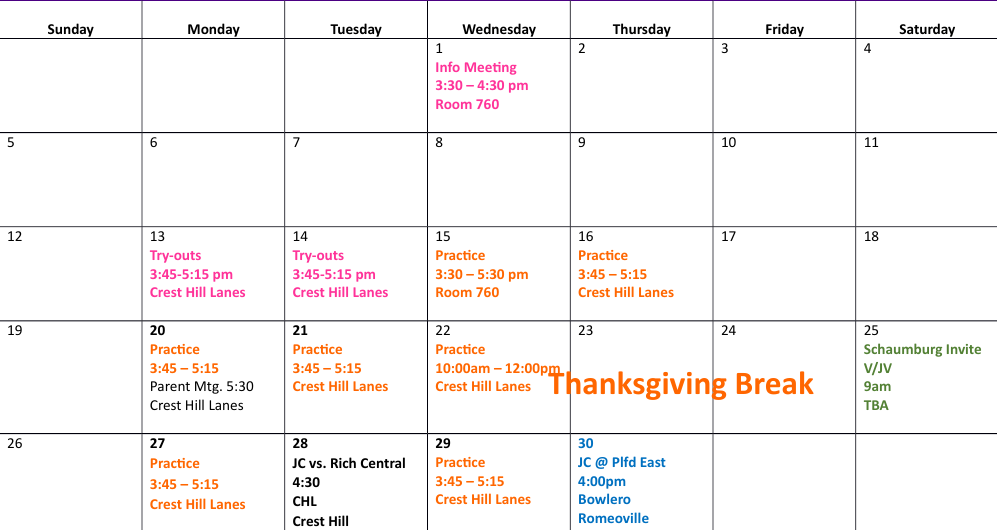 Sunday
Monday
Tuesday
Wednesday
Thursday
Friday
Saturday
1
Info Meeting
3:30 – 4:30 pm
Room 760
2
3
4
5
6
7
8
9
10
11
12
13
Try-outs
3:45-5:15 pm
Crest Hill Lanes
14
Try-outs
3:45-5:15 pm
Crest Hill Lanes
15
Practice
3:30 – 5:30 pm
Room 760
16
Practice
3:45 – 5:15
Crest Hill Lanes
17
18
19
20
Practice
3:45 – 5:15
Parent Mtg. 5:30
Crest Hill Lanes
21
Practice
3:45 – 5:15
Crest Hill Lanes
22
Practice
10:00am – 12:00pm
Crest Hill Lanes
23
Thanksgiving Break
24
25
Schaumburg Invite
V/JV
9am
TBA
26
27
Practice
3:45 – 5:15
Crest Hill Lanes
28
JC vs. Rich Central
4:30
CHL
Crest Hill
29
Practice
3:45 – 5:15
Crest Hill Lanes
30
JC @ Plfd East
4:00pm
Bowlero
Romeoville